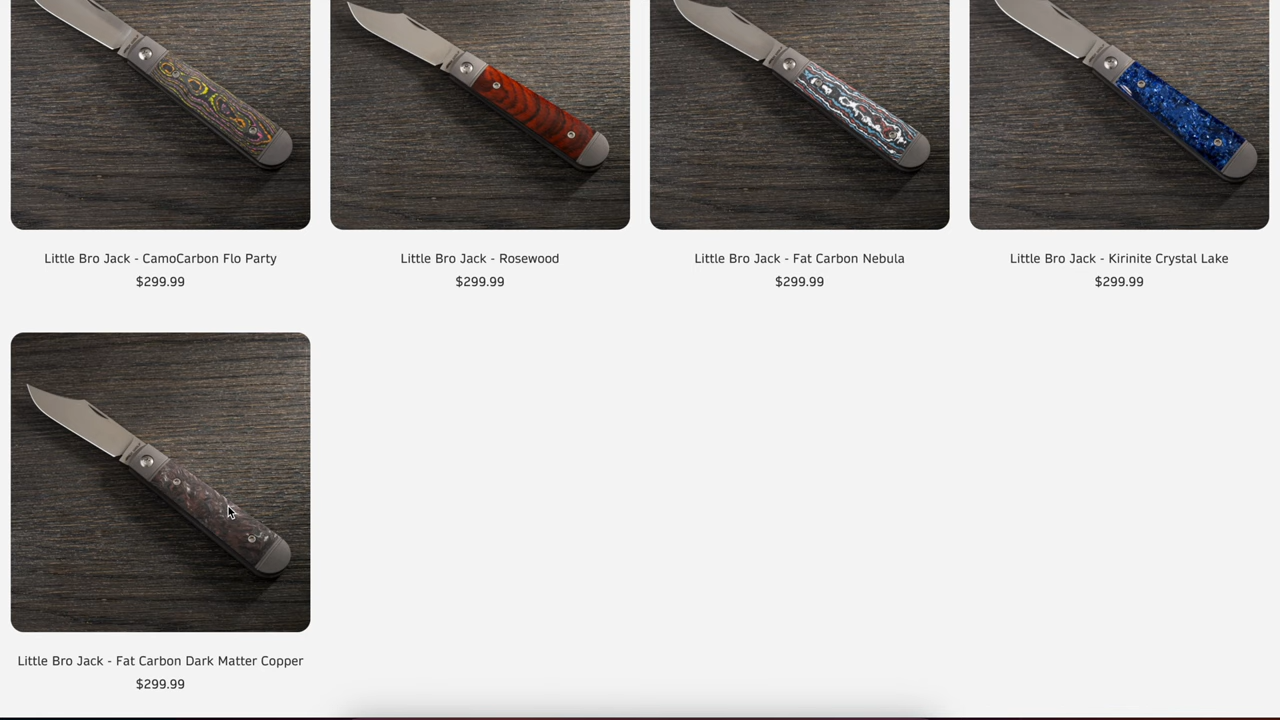 Little Bro Jack - CamoCarbon Flo Party
$299.99
Little Bro Jack - Rosewood
$299.99
Little Bro Jack - Fat Carbon Nebula
$299.99
Little Bro Jack - Kirinite Crystal Lake
$299.99
Little Bro Jack - Fat Carbon Dark Matter Copper
$299.99